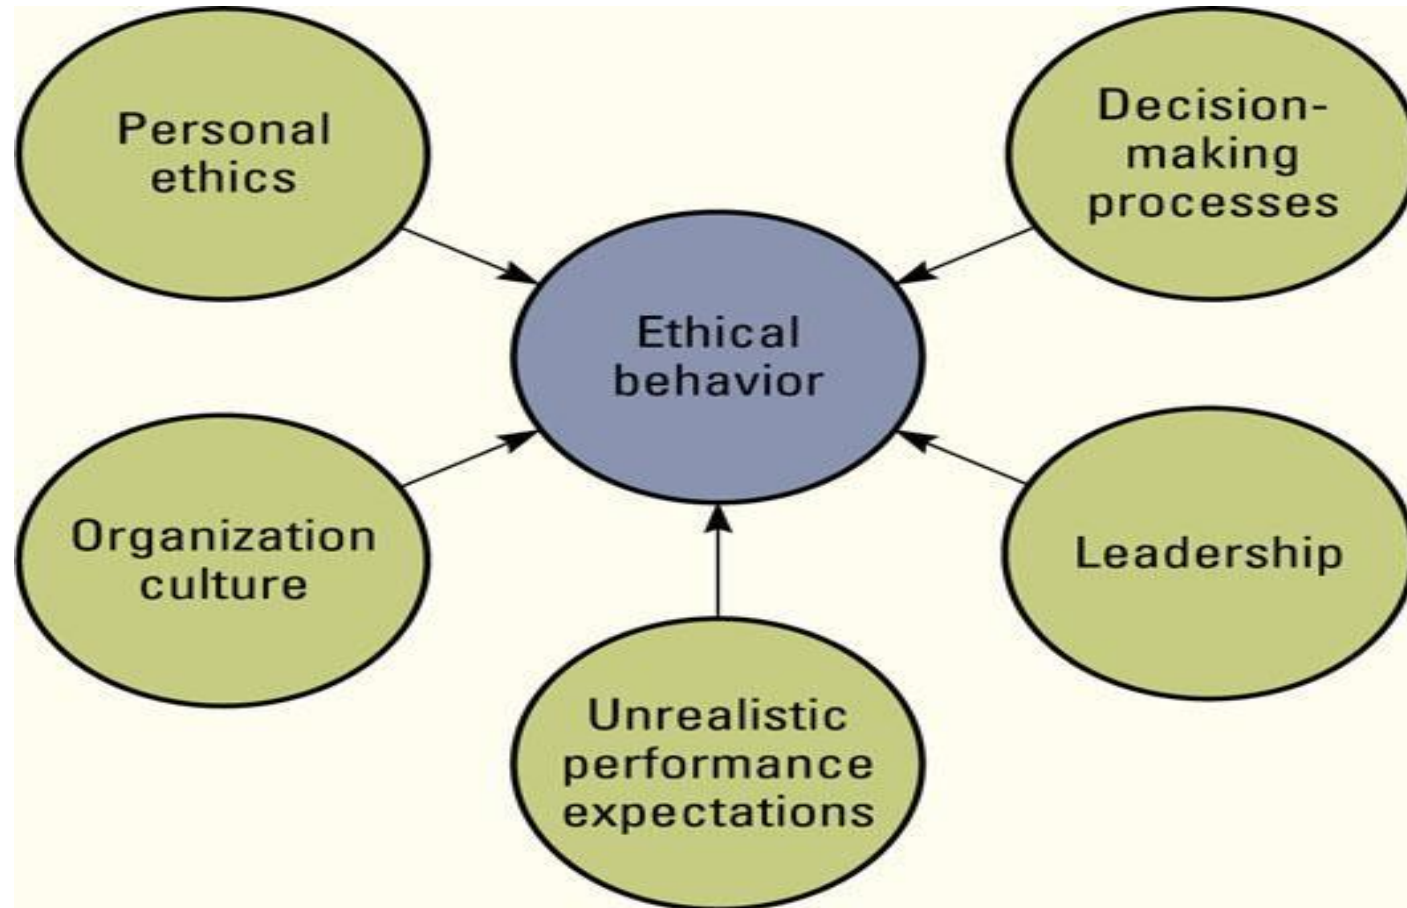 Personal
ethics
Decision-
making
processes
Ethical
behavior
Organization
culture
Leadership
Unrealistic
performance
expectations